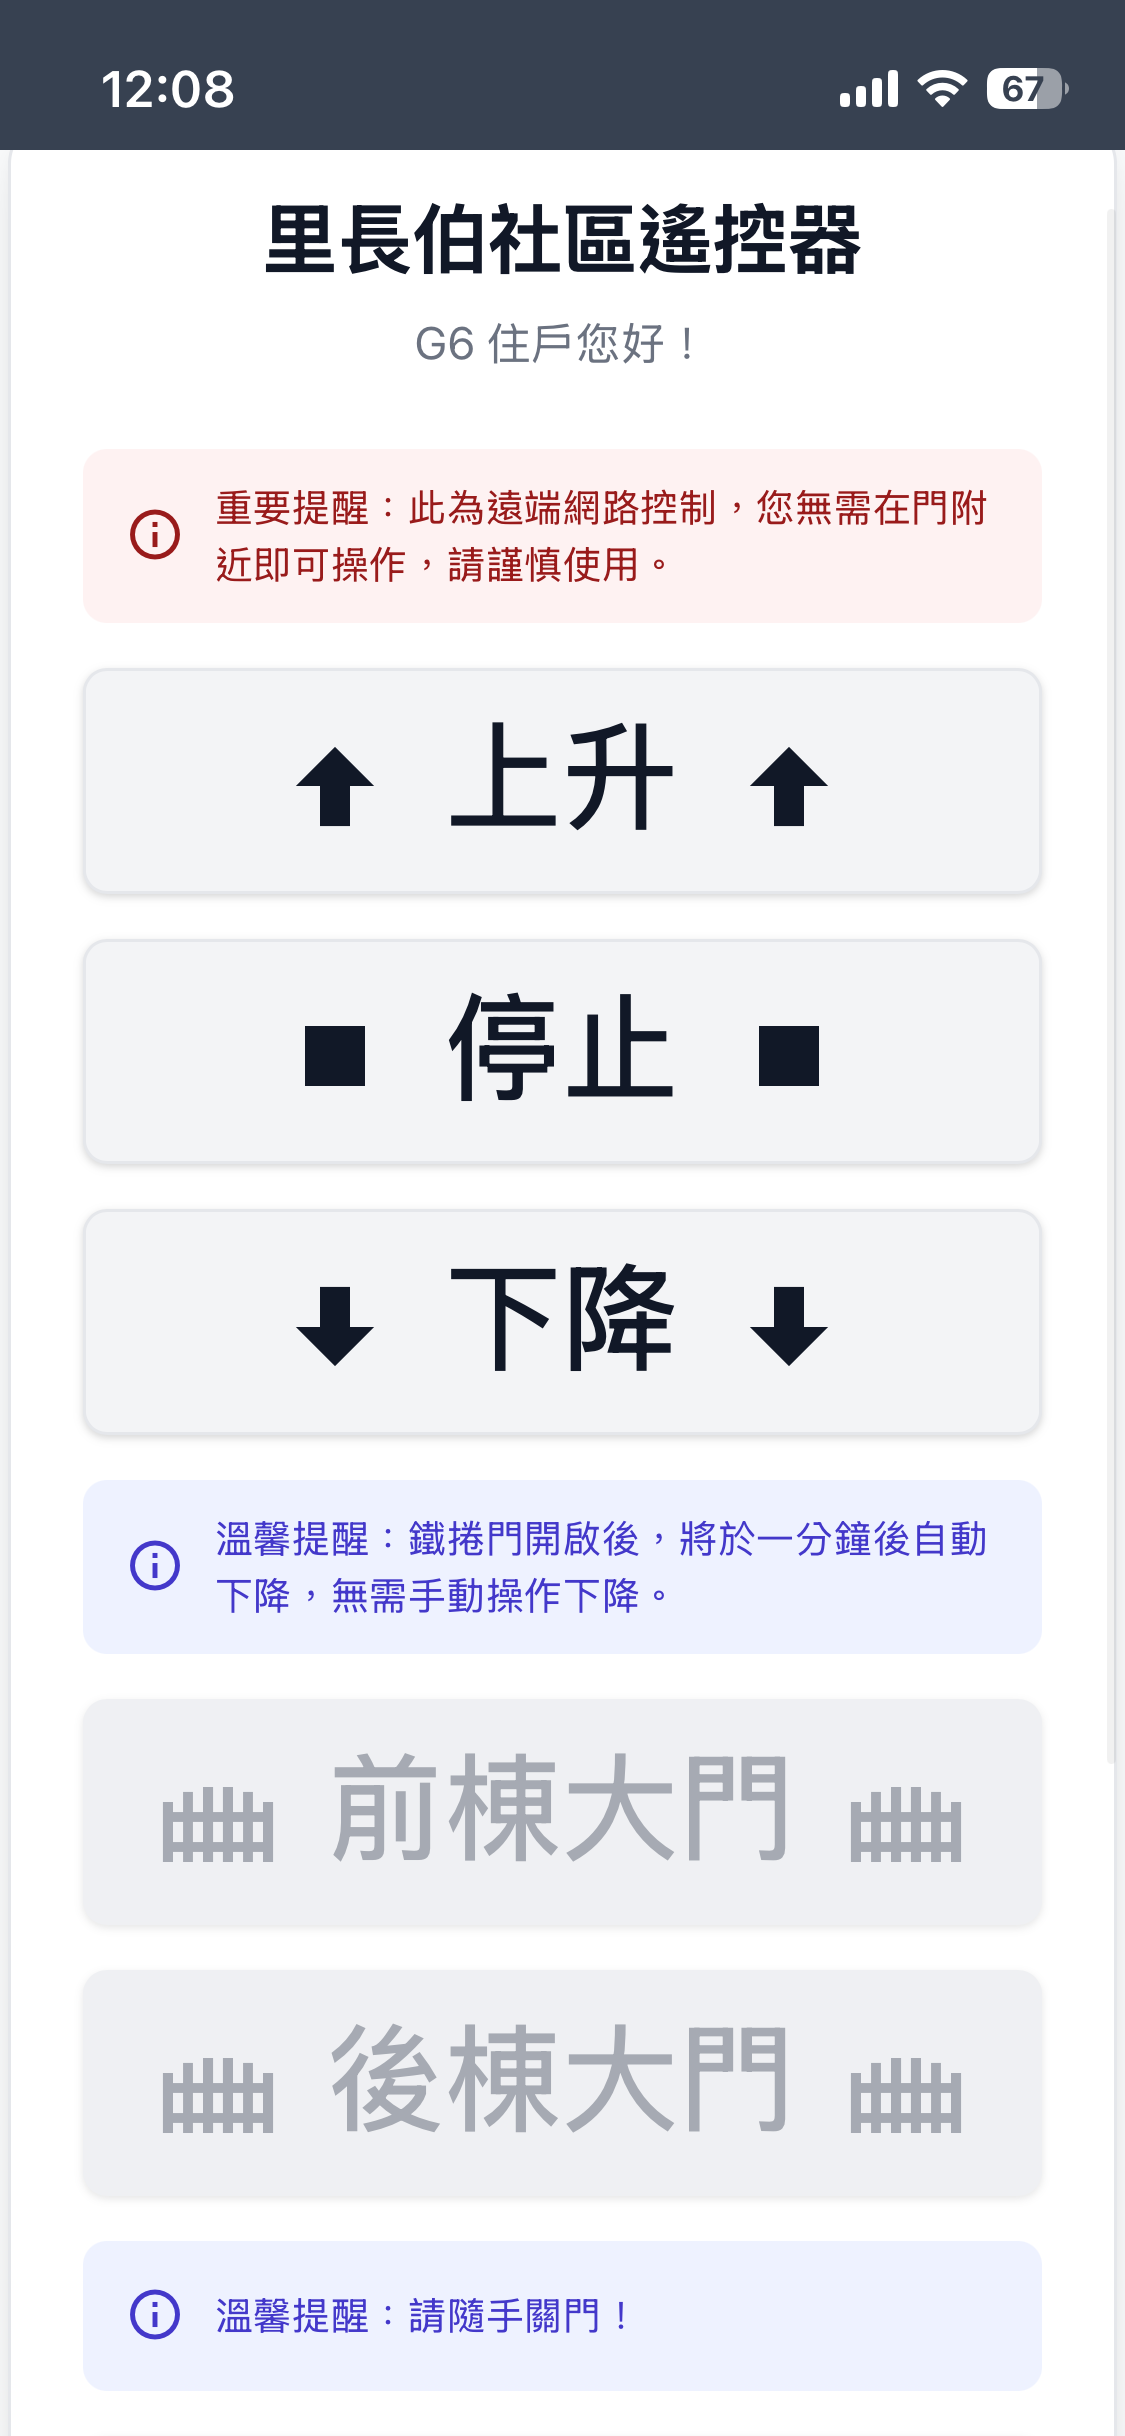 12:08
67
里長伯社區遙控器
G6 住戶您好！
重要提醒：此為遠端網路控制，您無需在門附
近即可操作，請謹慎使用。
上升
停止
下降
溫馨提醒：鐵捲門開啟後，將於一分鐘後自動
下降，無需手動操作下降。
前棟大門
後棟大門
溫馨提醒：請隨手關門！